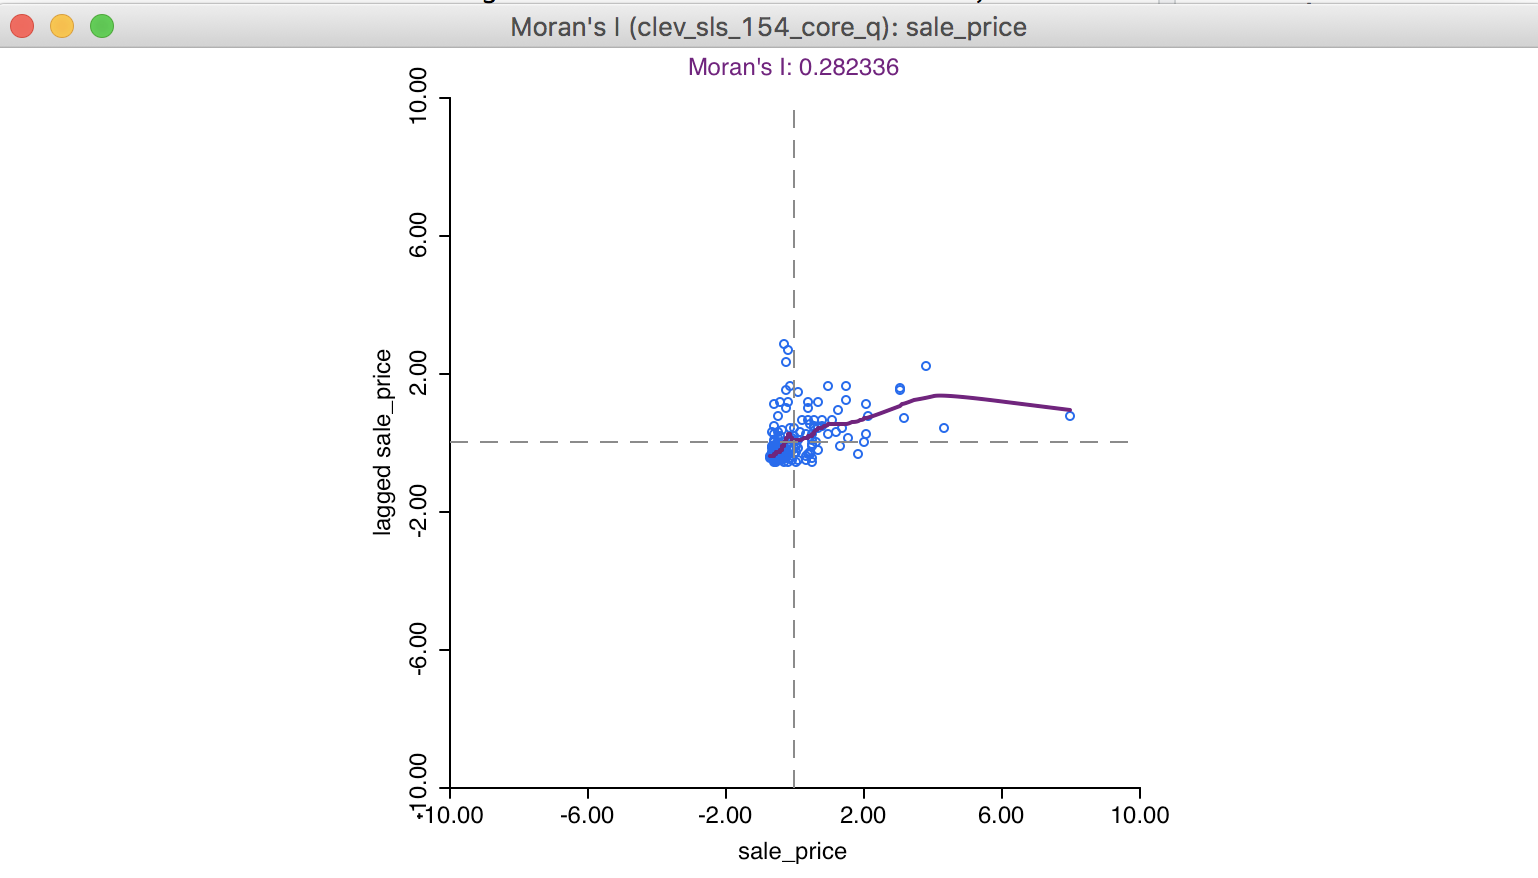 Moran's I (clev_sls_154_core_q): sale_price
Moran's I: 0.282336
10.00
6.00
2.00
-2.00
-6.00
-10.00
lagged sale_price
-10.00 -6.00 -2.00 2.00 6.00 10.00
sale_price